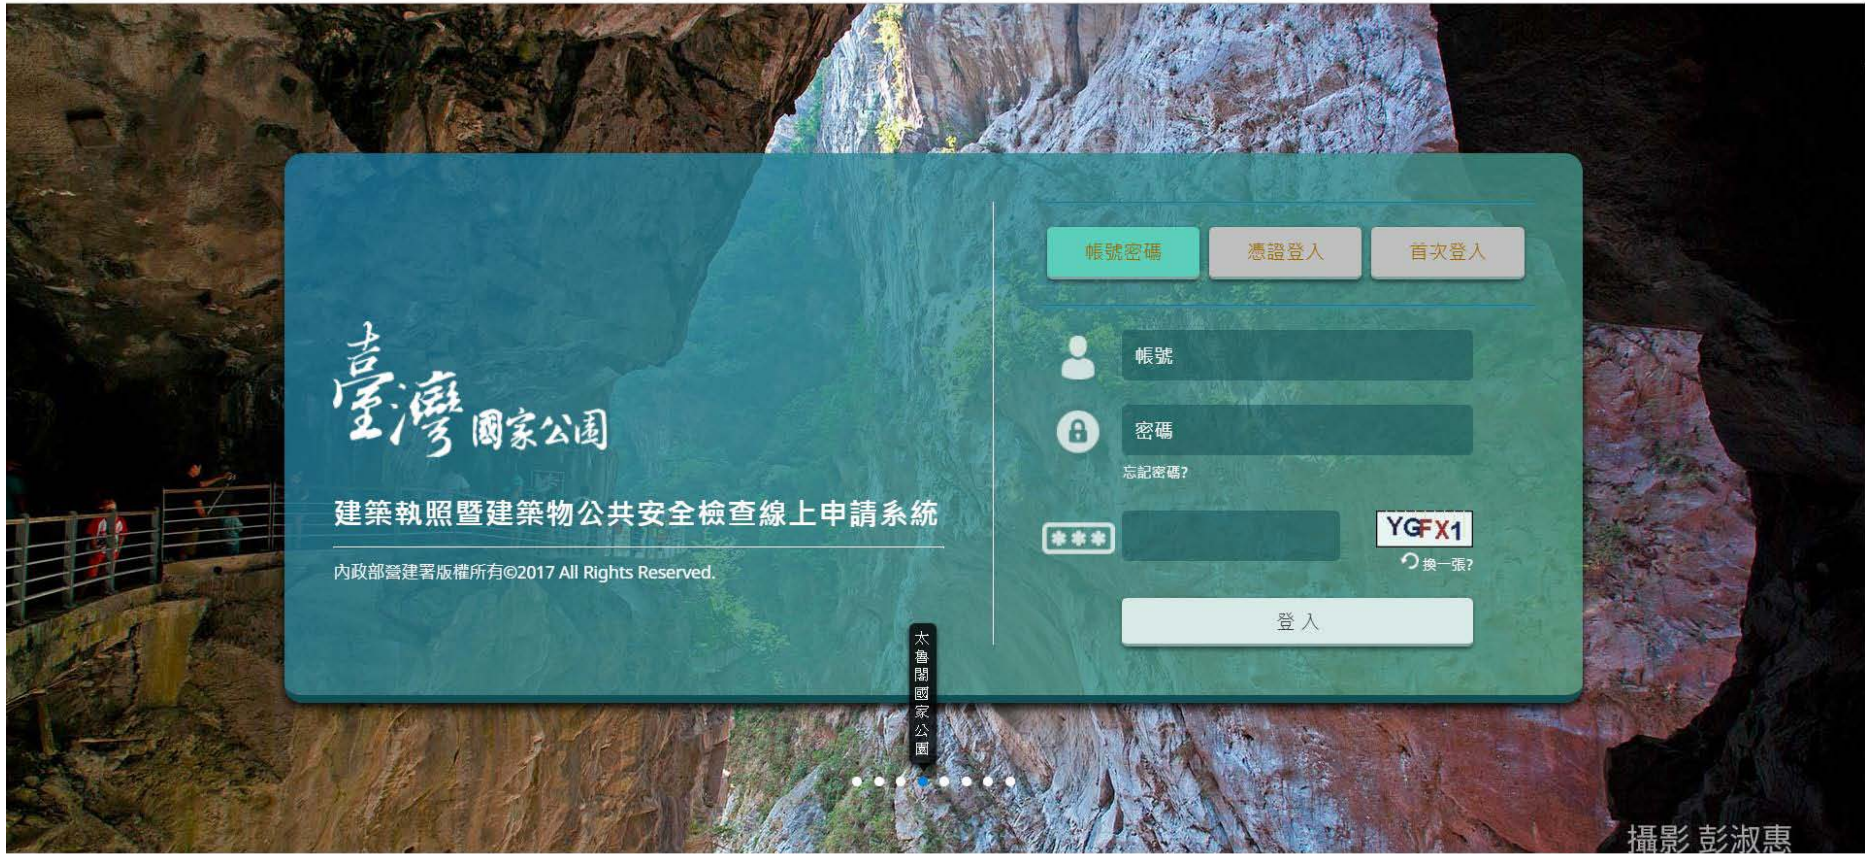 臺灣國家公園
建築執照暨建築物公共安全檢查線上申請系統
內政部營建署版權所有©2017 All Rights Reserved.
帳號密碼
憑證登入
首次登入
帳號
密碼
忘記密碼?
***
YGFX1
換一張?
登 入
太魯閣國家公園
攝影 彭淑惠